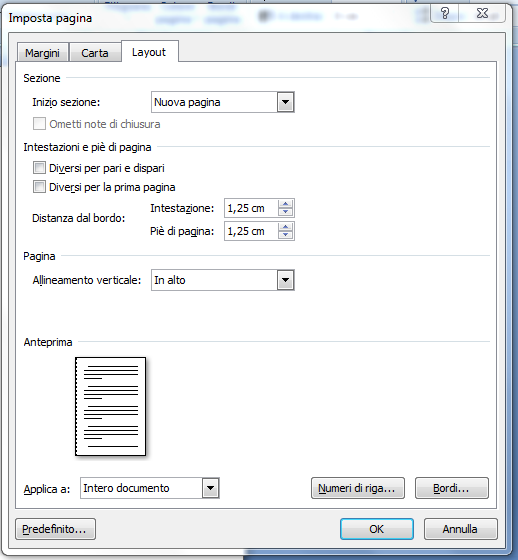 Imposta pagina
Margini Carta Layout
Sezione
Inizio sezione: Nuova pagina
Ometti note di chiusura
Intestazioni e piè di pagina
Diversi per pari e dispari
Diversi per la prima pagina
Distanza dal bordo:
Intestazione: 1,25 cm
Piè di pagina: 1,25 cm
Pagina
Allineamento verticale: In alto
Anteprima
Applica a: Intero documento Numeri di riga... Bordi...
Predefinito... OK Annulla